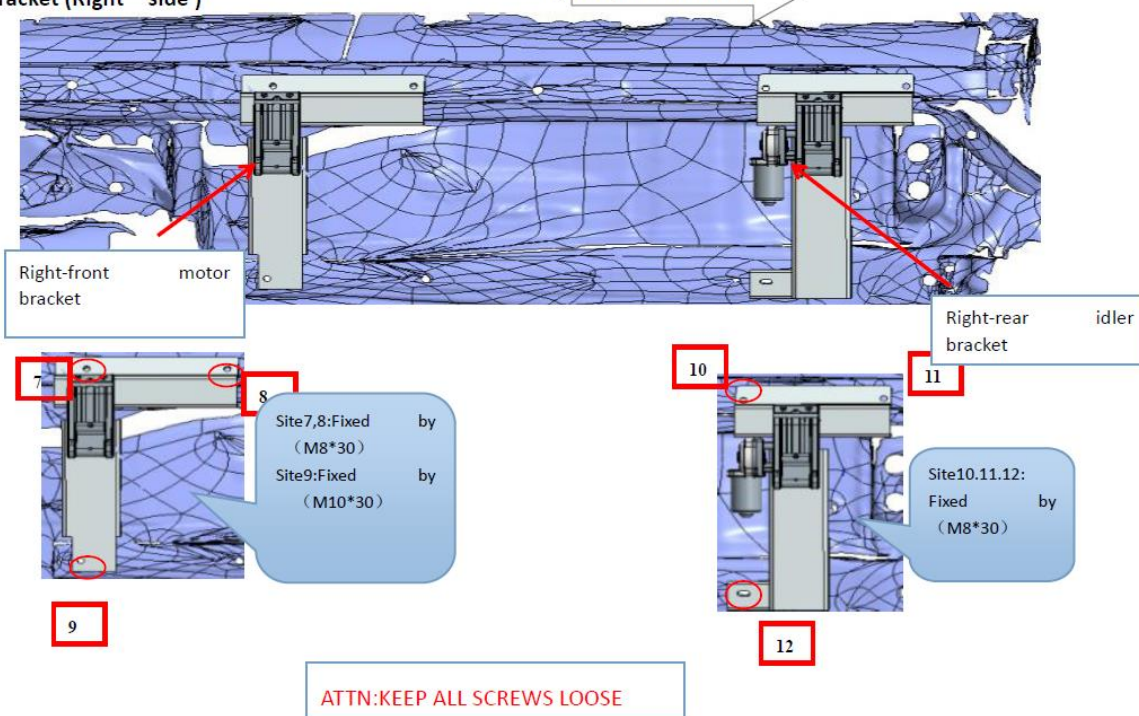 racket (Right side )
Right-front motor
bracket
Right-rear idler
bracket
7
8
Site7,8:Fixed by
（M8*30）
Site9:Fixed by
（M10*30）
9
10
11
Site10.11.12:
Fixed by
（M8*30）
12
ATTN:KEEP ALL SCREWS LOOSE